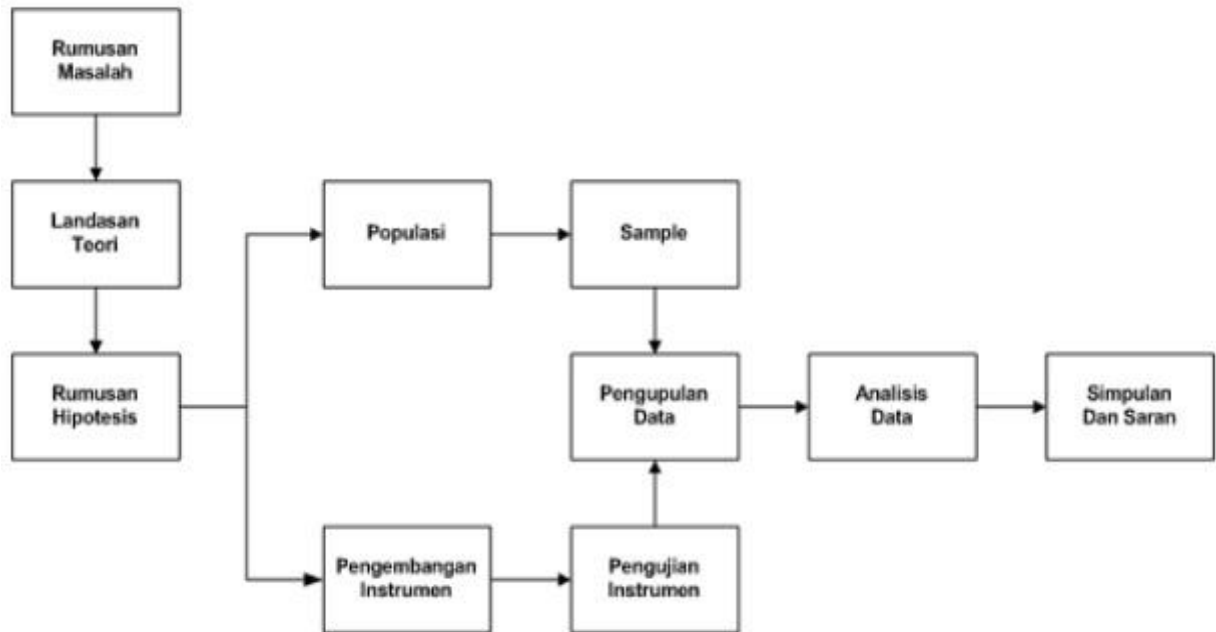 Rumusan
Masalah
Landasan
Teori
Populasi
Sample
Rumusan
Hipotesis
Pengupulan
Data
Analisis
Data
Simpulan
Dan Saran
Pengembangan
Instrumen
Pengujian
Instrumen